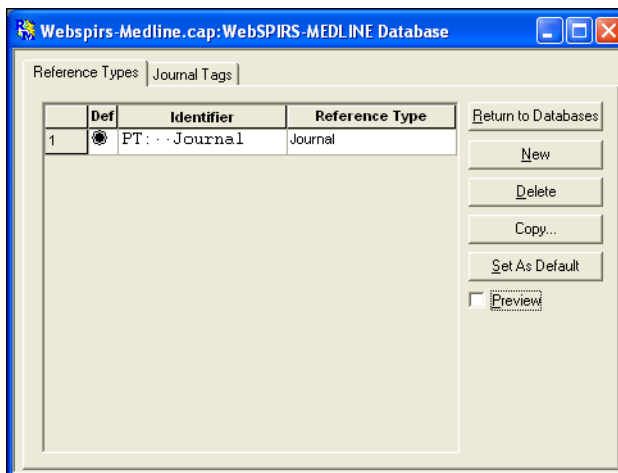 Webspirs-Medline.cap:WebSPIRS-MEDLINE Database
Reference Types Journal Tags
Def Identifier Reference Type
1 PT:··Journal Journal
Return to Databases
New
Delete
Copy...
Set As Default
Preview